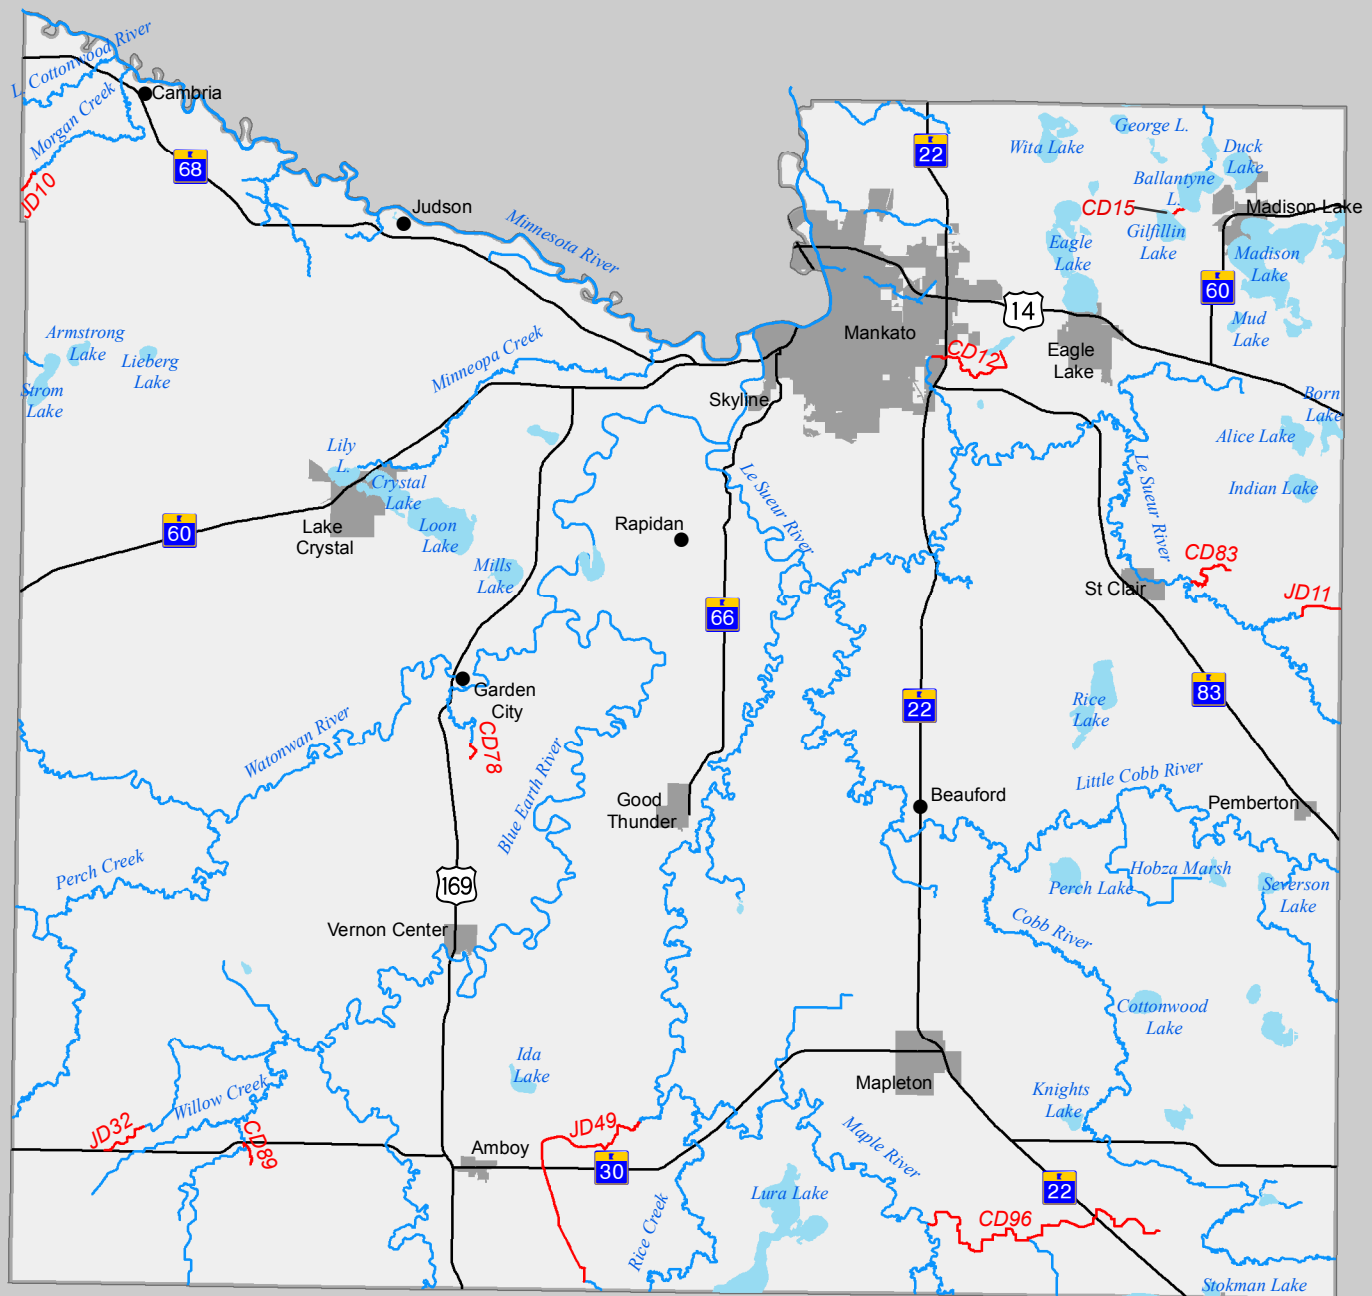 L. Cottonwood River
Cambria
Morgan Creek
68
JD10
Judson
Minnesota River
22
Wita Lake
George L.
Duck
Lake
Ballantyne
L.
CD15
Madison Lake
Gilfillin
Lake
Eagle
Lake
Madison
Lake
60
14
Mud
Lake
Mankato
Eagle
Lake
CD12
Armstrong
Lake
Lieberg
Lake
Strom
Lake
Minneopa Creek
Skyline
Born
Lake
Alice Lake
Indian Lake
Lily
L.
Crystal
Lake
Loon
Lake
Lake
Crystal
60
Mills
Lake
Rapidan
Le Sueur River
Le Sueur River
CD83
St Clair
JD11
66
Garden
City
22
83
Rice
Lake
Watonwan River
CD78
Blue Earth River
Good
Thunder
Beauford
Little Cobb River
Pemberton
Perch Creek
Perch Lake
Hobza Marsh
Severson
Lake
169
Vernon Center
Cobb River
Cottonwood
Lake
Ida
Lake
Mapleton
Knights
Lake
Willow Creek
JD32
CD89
JD49
Amboy
30
Maple River
Lura Lake
22
CD96
Rice Creek
Stokman Lake